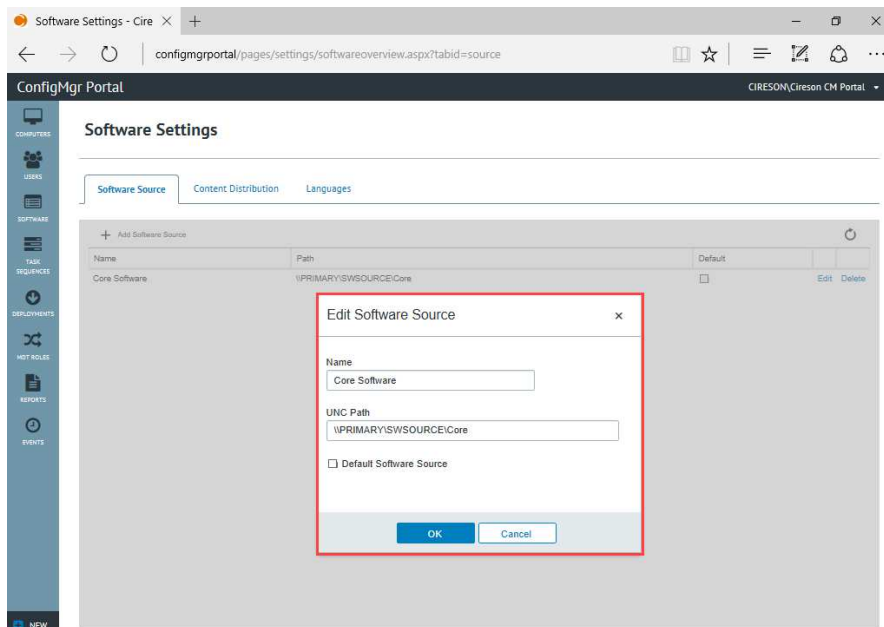 Software Settings - Cire
configmgrportal/pages/settings/softwareoverview.aspx?tabid=source
ConfigMgr Portal
CIRESON\Cireson CM Portal
COMPUTERS
USERS
SOFTWARE
TASK
SEQUENCES
DEPLOYMENTS
MDT ROLES
REPORTS
EVENTS
NEW
Software Settings
Software Source Content Distribution Languages
Add Software Source
Name Path Default
Core Software \\PRIMARY\SWSOURCE\Core Edit Delete
Edit Software Source
Name
Core Software
UNC Path
\\PRIMARY\SWSOURCE\Core
Default Software Source
OK Cancel